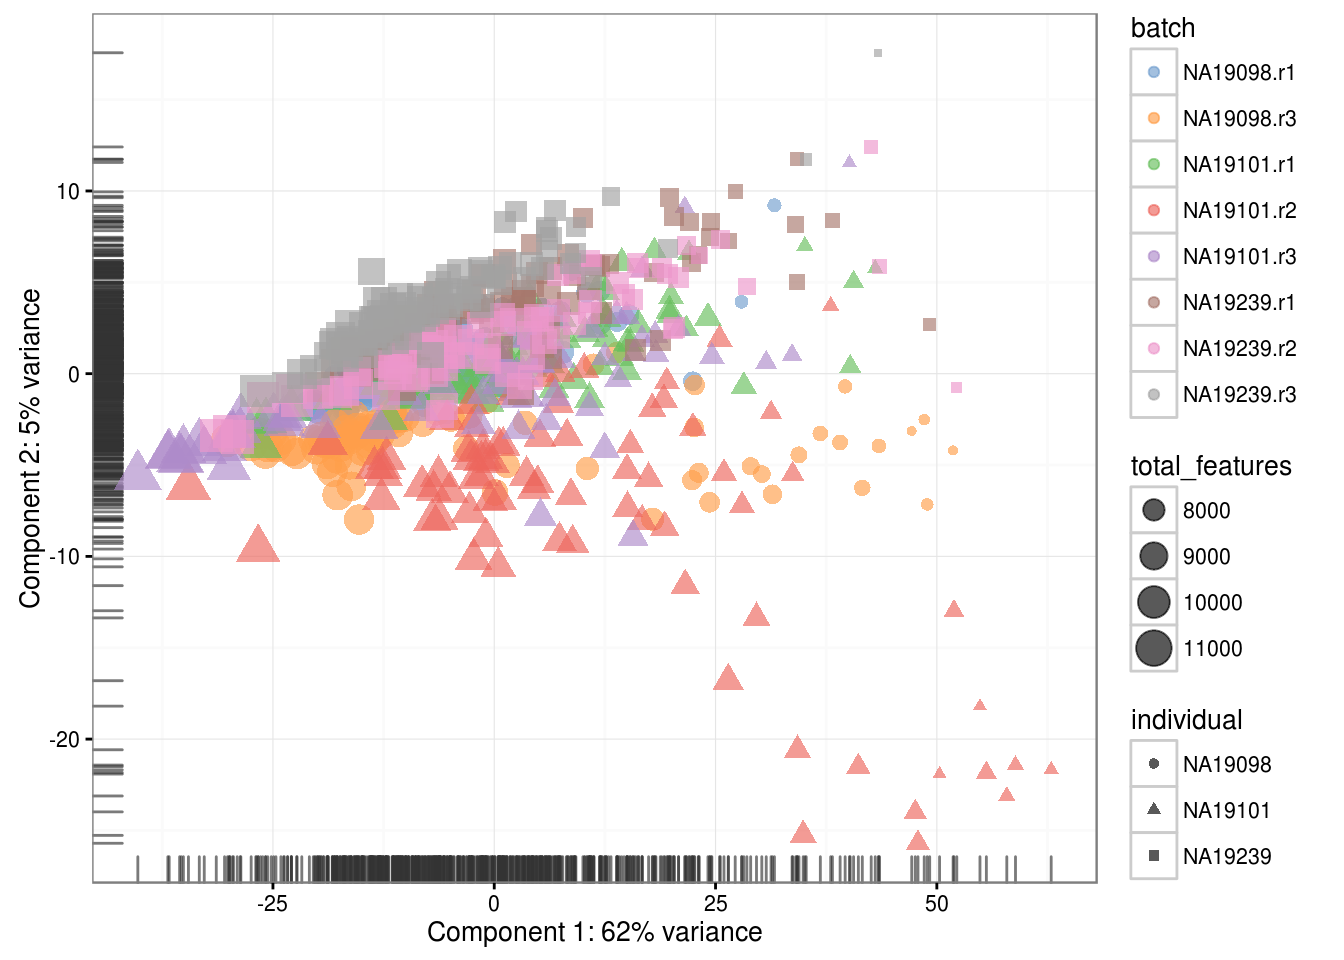 batch
NA19098.r1
NA19098.r3
NA19101.r1
NA19101.r2
NA19101.r3
NA19239.r1
NA19239.r2
NA19239.r3
total_features
8000
9000
10000
11000
individual
NA19098
NA19101
NA19239
Component 2: 5% variance
10
0
-10
-20
-25
0
25
50
Component 1: 62% variance